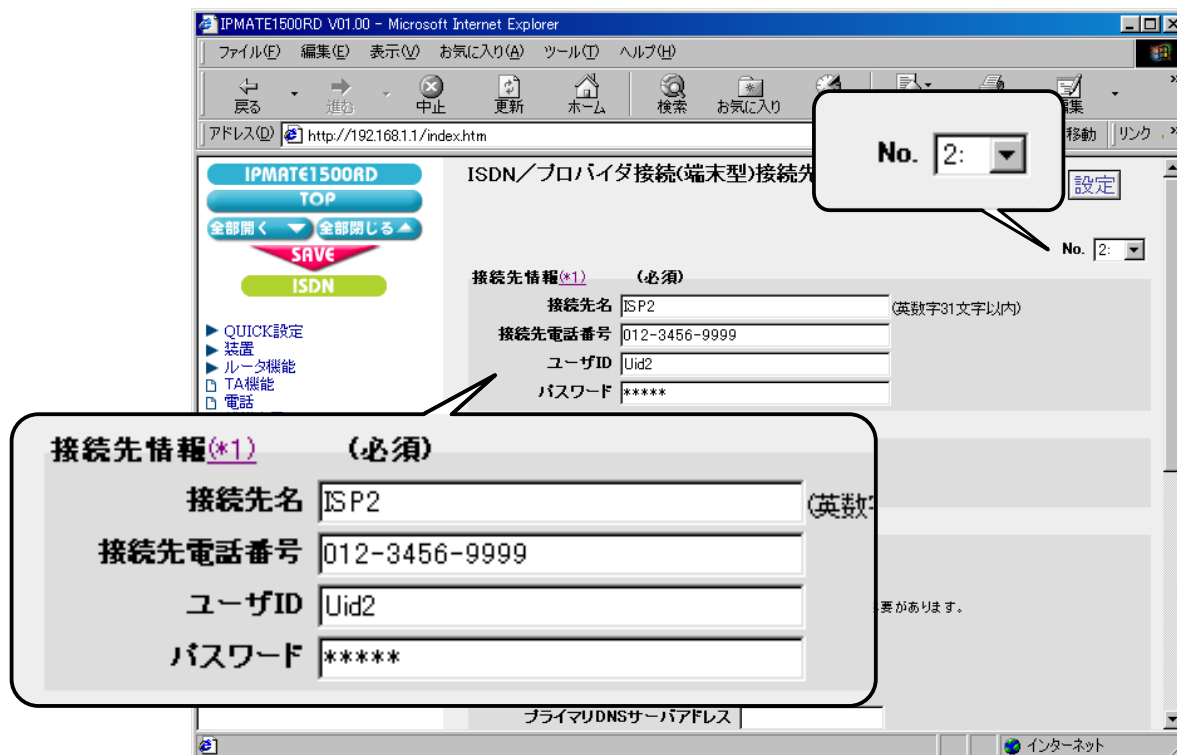 IPMATE1500RD V01.00 - Microsoft Internet Explorer
ファイル(F) 編集(E) 表示(V) お気に入り(A) ツール(T) ヘルプ(H)
戻る 進む 中止 更新 ホーム 検索 お気に入り 編集 »
アドレス(D) http://192.168.1.1/index.htm 移動 リンク »
No. 2:
IPMATE1500RD
TOP
全部開く 全部閉じる
SAVE
ISDN
QUICK設定
装置
ルータ機能
TA機能
電話
ISDN/プロバイダ接続(端末型)接続先
設定
No. 2:
接続先情報(*1) (必須)
接続先名 ISP2 (英数字31文字以内)
接続先電話番号 012-3456-9999
ユーザID Uid2
パスワード *****
接続先情報(*1) (必須)
接続先名 ISP2 (英数
接続先電話番号 012-3456-9999
ユーザID Uid2
パスワード *****
要があります。
プライマリDNSサーバアドレス
インターネット